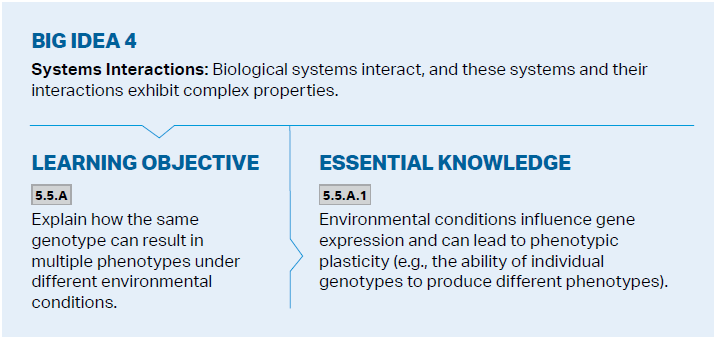 BIG IDEA 4
Systems Interactions: Biological systems interact, and these systems and their
interactions exhibit complex properties.
LEARNING OBJECTIVE
5.5.A
Explain how the same
genotype can result in
multiple phenotypes under
different environmental
conditions.
ESSENTIAL KNOWLEDGE
5.5.A.1
Environmental conditions influence gene
expression and can lead to phenotypic
plasticity (e.g., the ability of individual
genotypes to produce different phenotypes).